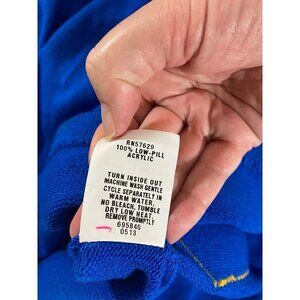 RN57629
100% LOW-PILL
ACRYLIC
TURN INSIDE OUT
MACHINE WASH GENTLE
CYCLE SEPARATELY IN
WARM WATER,
NO BLEACH, TUMBLE
DRY LOW HEAT,
REMOVE PROMPTLY
695840
0513